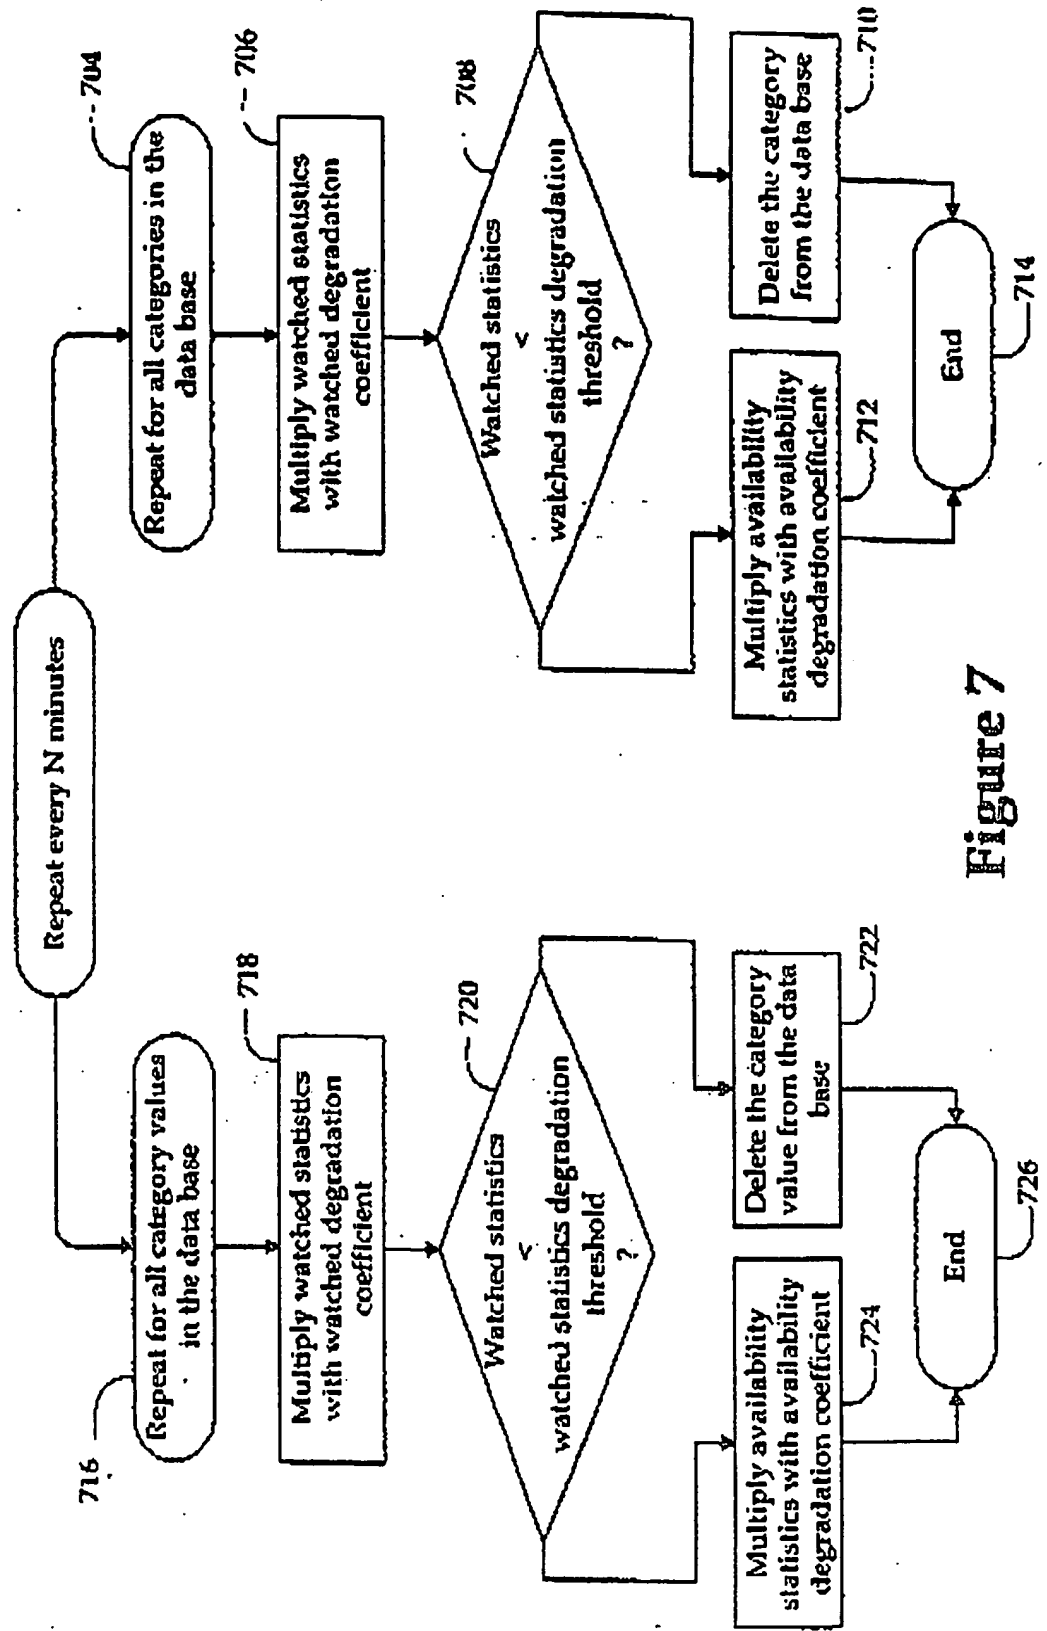 Repeat every N minutes
716
Repeat for all category values
in the data base
718
Multiply watched statistics
with watched degradation
coefficient
720
Watched statistics
<
watched statistics degradation
threshold
?
Multiply availability
statistics with availability
degradation coefficient
724
Delete the category
value from the data
base
722
End
726
704
Repeat for all categories in the
data base
706
Multiply watched statistics
with watched degradation
coefficient
708
Watched statistics
<
watched statistics degradation
threshold
?
Multiply availability
statistics with availability
degradation coefficient
712
Delete the category
from the data base
710
End
714
Figure 7